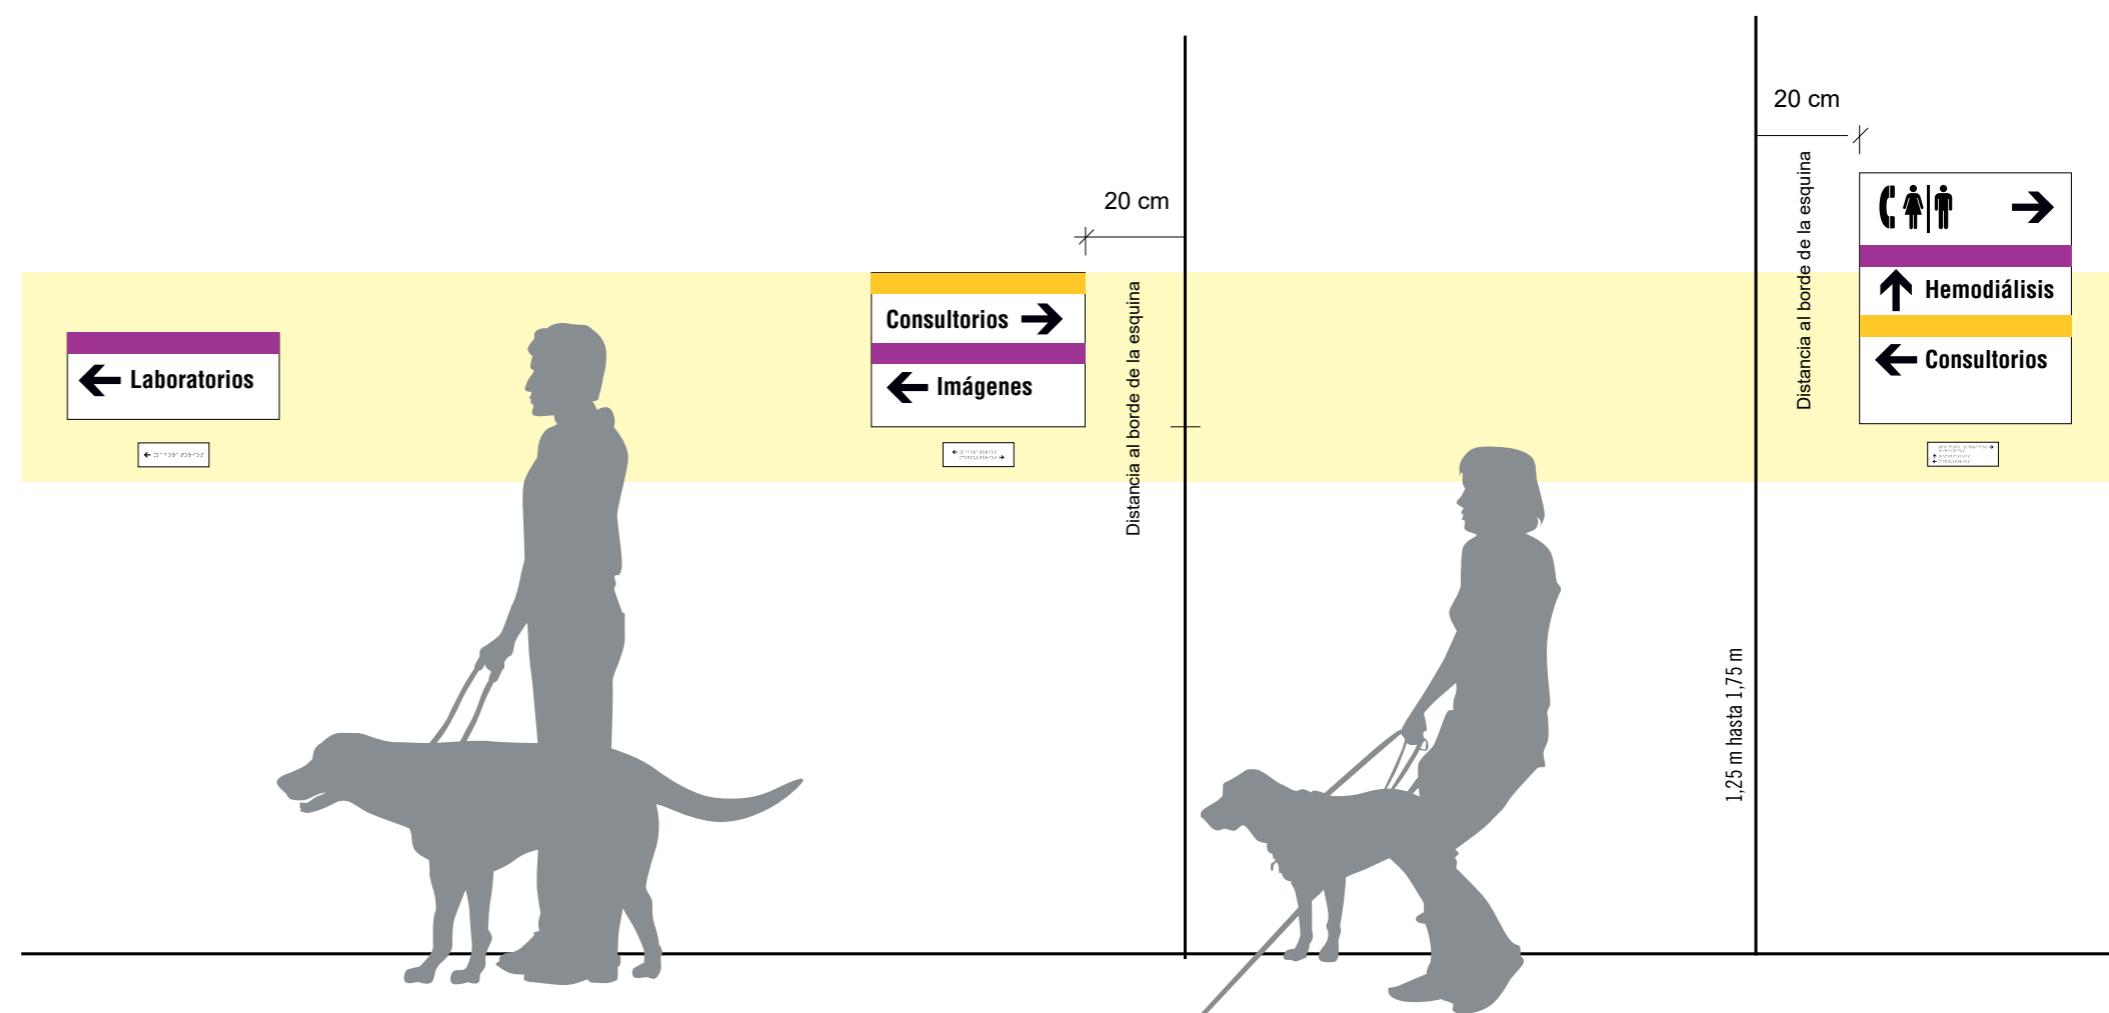 Laboratorios
Consultorios
Imágenes
20 cm
Distancia al borde de la esquina
20 cm
Distancia al borde de la esquina
1,25 m hasta 1,75 m
Hemodiálisis
Consultorios